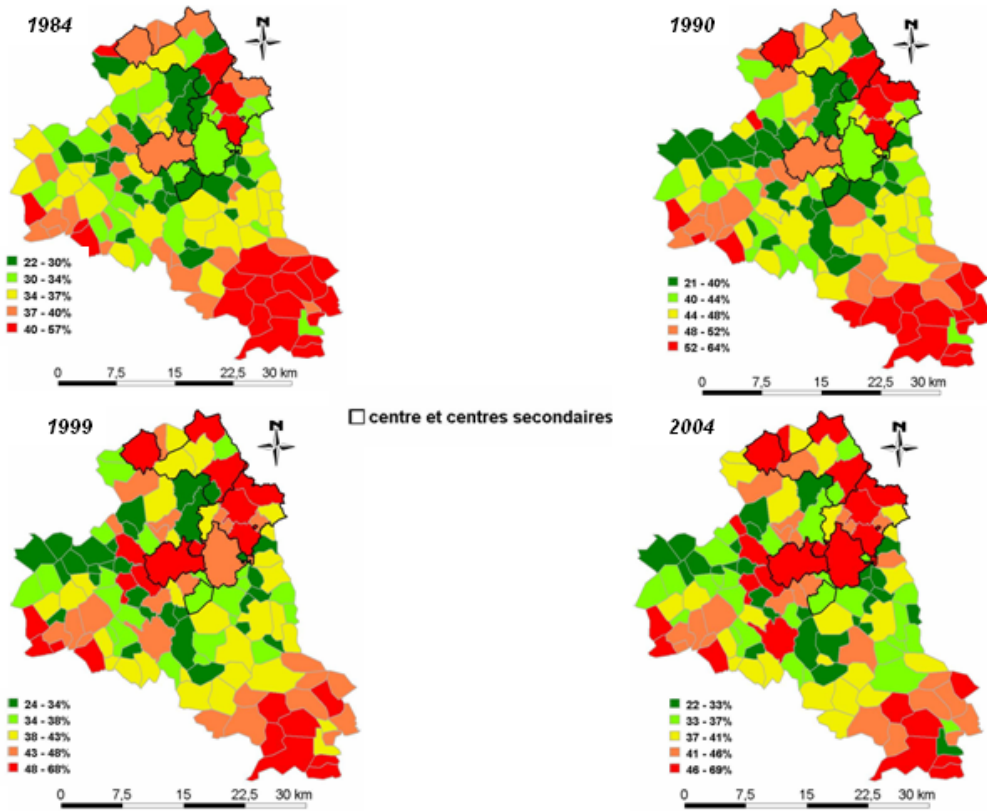 1984
N
22 - 30%
30 - 34%
34 - 37%
37 - 40%
40 - 57%
0 7,5 15 22,5 30 km
1990
N
21 - 40%
40 - 44%
44 - 48%
48 - 52%
52 - 64%
0 7,5 15 22,5 30 km
centre et centres secondaires
1999
N
24 - 34%
34 - 38%
38 - 43%
43 - 48%
48 - 68%
0 7,5 15 22,5 30 km
2004
N
22 - 33%
33 - 37%
37 - 41%
41 - 46%
46 - 69%
0 7,5 15 22,5 30 km